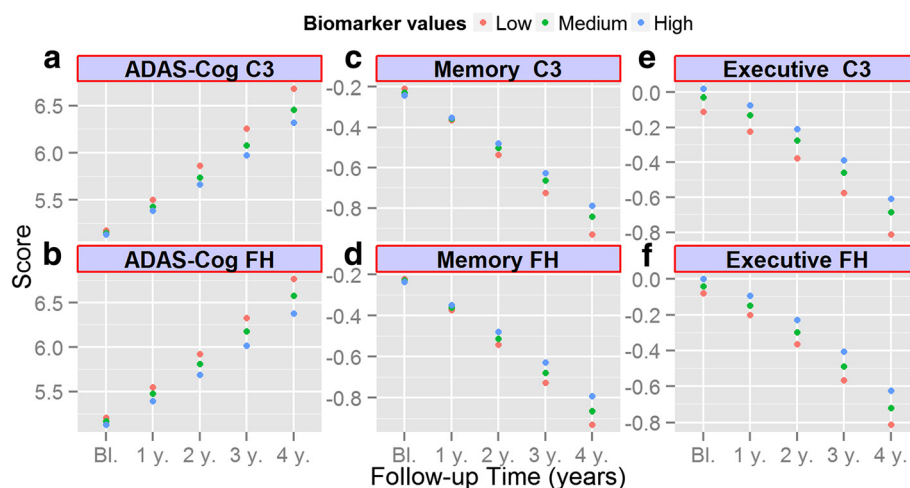 Biomarker values Low Medium High
a c e
ADAS-Cog C3 Memory C3 Executive C3
6.5 -0.2 0.0
6.0 -0.4 -0.2
5.5 -0.6 -0.4
-0.8 -0.6
-0.8
b d f
ADAS-Cog FH Memory FH Executive FH
6.5 -0.2 0.0
6.0 -0.4 -0.2
5.5 -0.6 -0.4
-0.8 -0.6
-0.8
Score
Bl. 1 y. 2 y. 3 y. 4 y. Bl. 1 y. 2 y. 3 y. 4 y. Bl. 1 y. 2 y. 3 y. 4 y.
Follow-up Time (years)